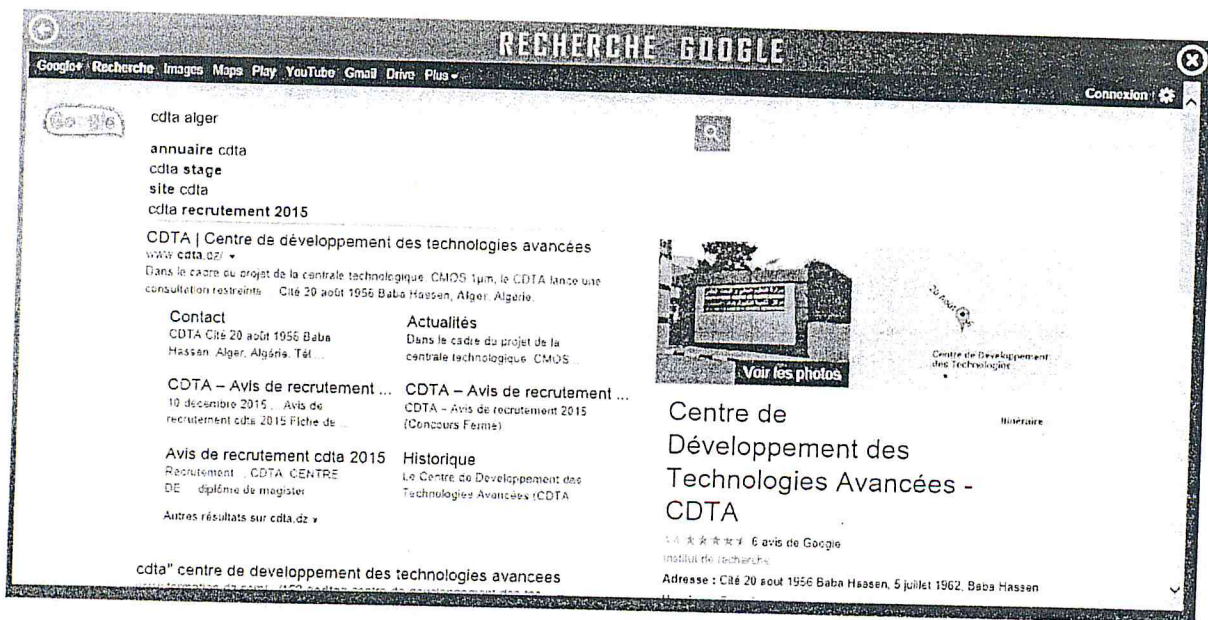 RECHERCHE GOOGLE
Google+ Recherche Images Maps Play YouTube Gmail Drive Plus
Connexion
Google
cdta alger
annuaire cdta
cdta stage
site cdta
cdta recrutement 2015
CDTA | Centre de développement des technologies avancées
www.cdta.dz/
Dans le cadre du projet de la centrale technologique CMOS 1µm, le CDTA lance une
consultation restreinte Cité 20 août 1956 Baba Hassen, Alger, Algérie.
Contact
CDTA Cité 20 août 1956 Baba
Hassen, Alger, Algérie. Tél ...
Actualités
Dans le cadre du projet de la
centrale technologique CMOS ...
CDTA – Avis de recrutement ...
10 décembre 2015 ... Avis de
recrutement cdta 2015 Fiche de ...
CDTA – Avis de recrutement ...
CDTA – Avis de recrutement 2015
(Concours Fermé)
Avis de recrutement cdta 2015
Recrutement CDTA CENTRE
DE diplôme de magister
Historique
Le Centre de Développement des
Technologies Avancées (CDTA
Autres résultats sur cdta.dz
cdta" centre de developpement des technologies avancees
Voir les photos
20 Août
Centre de Développement
des Technologies
Centre de
Développement des
Technologies Avancées -
CDTA
Itinéraire
6 avis de Google
Institut de recherche
Adresse : Cité 20 aout 1956 Baba Hassen, 5 juillet 1962, Baba Hassen